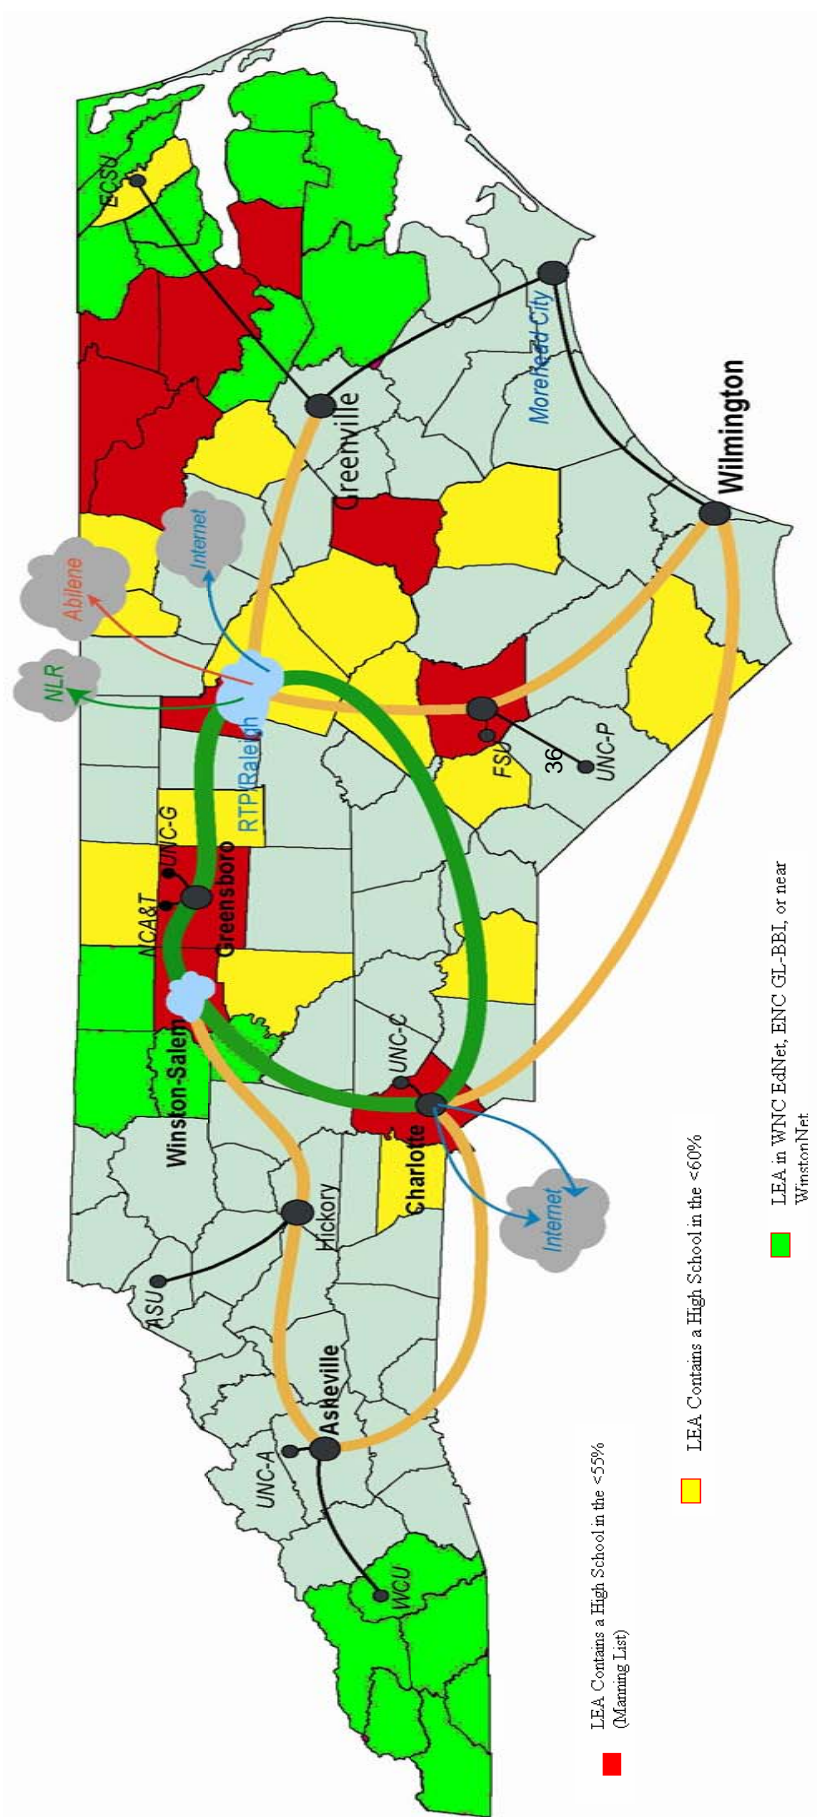 NLR
Abilene
Internet
ECSU
RTP/Raleigh
Greenville
Morehead City
Wilmington
UNC-G
NCA&T
Greensboro
Winston-Salem
FSU
36
UNC-P
UNC-C
Charlotte
Internet
Hickory
ASU
Asheville
UNC-A
WCU
LEA Contains a High School in the <55%
(Manning List)
LEA Contains a High School in the <60%
LEA in WNC EdNet, ENC GL-BBI, or near
WinstonNet